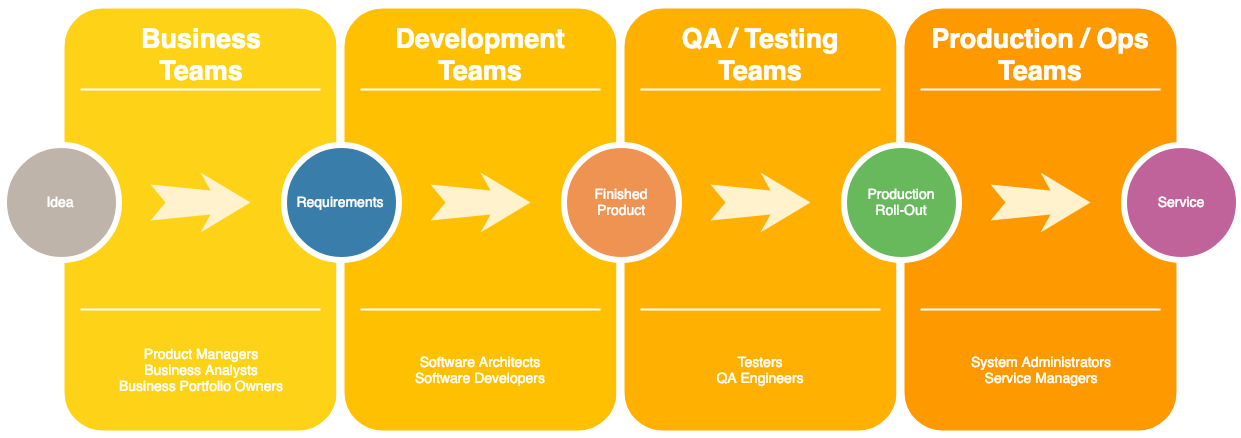 Business
Teams
Development
Teams
QA / Testing
Teams
Production / Ops
Teams
Idea
Requirements
Finished
Product
Production
Roll-Out
Service
Product Managers
Business Analysts
Business Portfolio Owners
Software Architects
Software Developers
Testers
QA Engineers
System Administrators
Service Managers